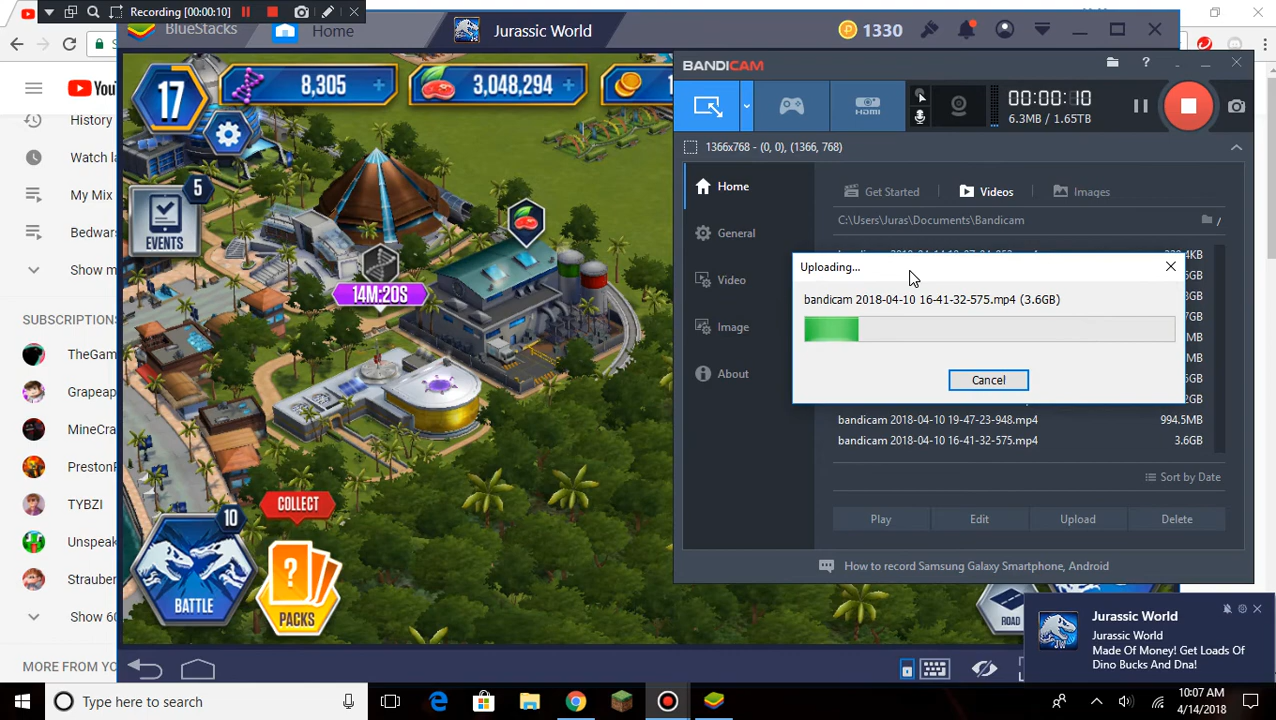 Recording [00:00:10]
BlueStacks
Home
Jurassic World
1330
17
8,305
+
3,048,294
+
BANDICAM
00:00:10
6.3MB / 1.65TB
HDMI
1366x768 - (0, 0), (1366, 768)
Home
General
Video
Image
About
Get Started
Videos
Images
C:\Users\Juras\Documents\Bandicam
Uploading...
bandicam 2018-04-10 16-41-32-575.mp4 (3.6GB)
Cancel
bandicam 2018-04-10 19-47-23-948.mp4 994.5MB
bandicam 2018-04-10 16-41-32-575.mp4 3.6GB
Sort by Date
Play
Edit
Upload
Delete
How to record Samsung Galaxy Smartphone, Android
History
Watch la
My Mix
Bedwars
Show m
SUBSCRIPTIONS
TheGam
Grapeap
MineCra
PrestonP
TYBZI
Unspeak
Strauber
Show 60
MORE FROM YO
5
EVENTS
14M:20S
COLLECT
10
BATTLE
?
PACKS
ROAD
Jurassic World
Jurassic World
Made Of Money! Get Loads Of
Dino Bucks And Dna!
Type here to search
10:07 AM
4/14/2018